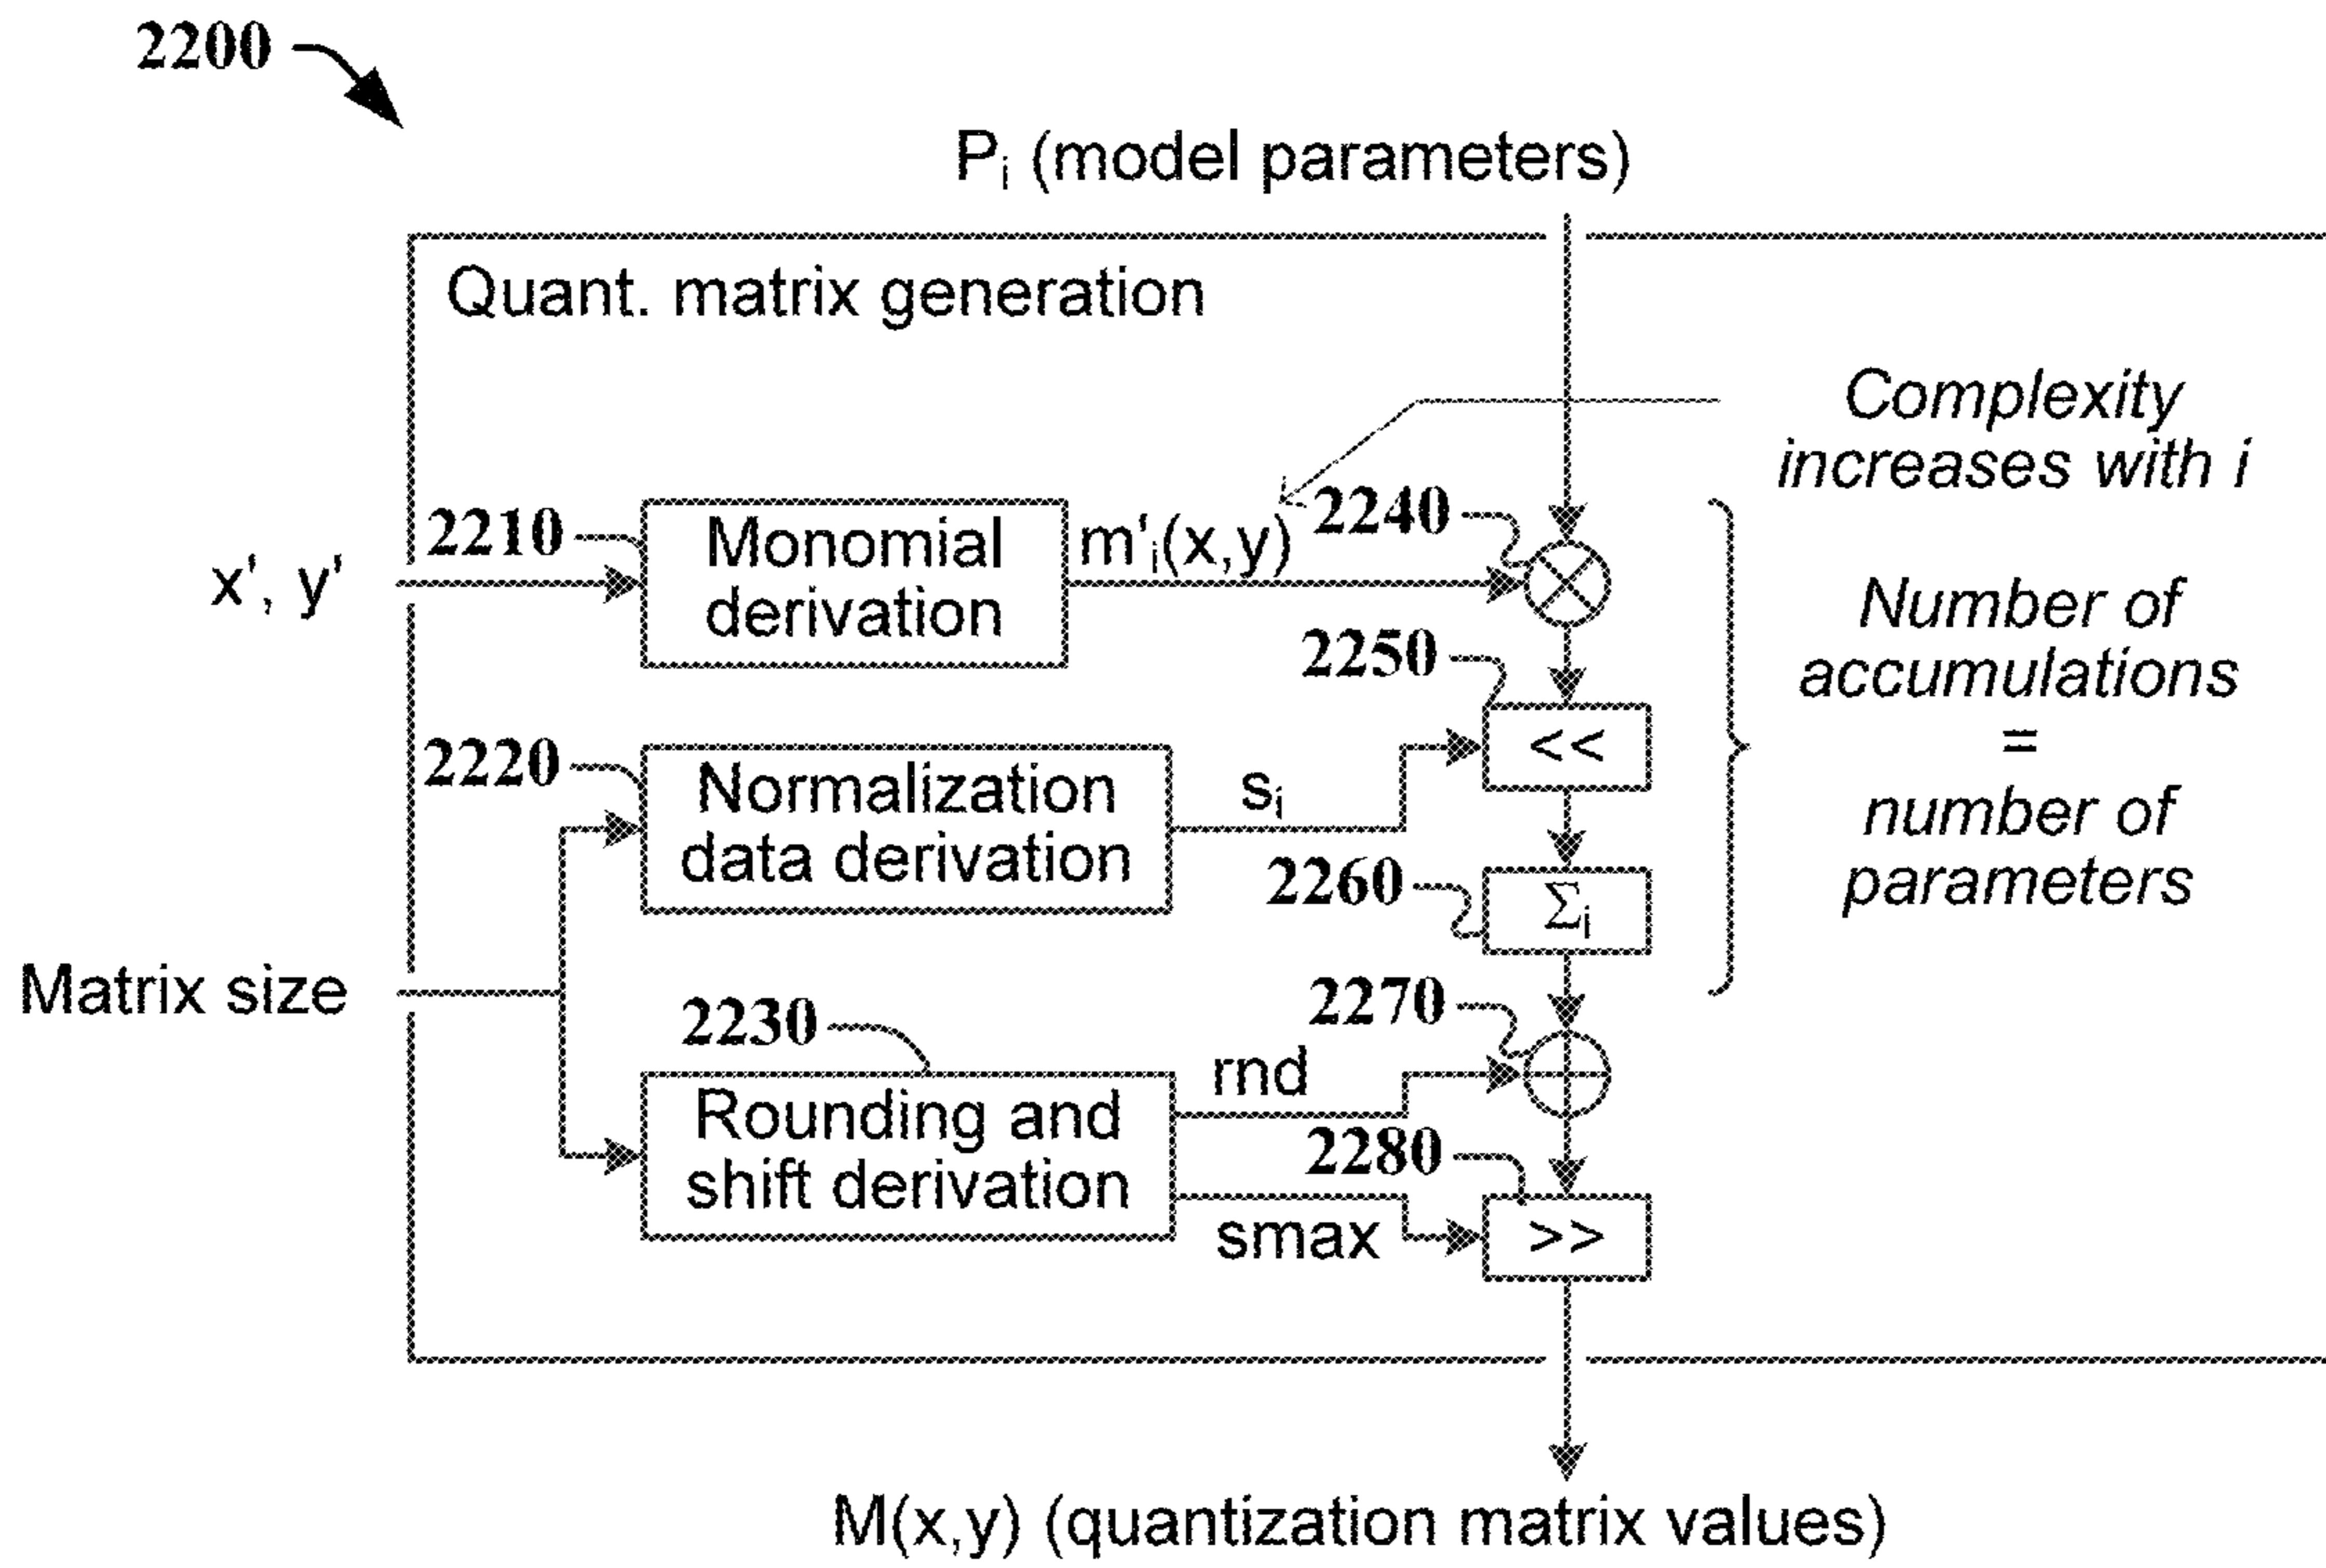 2200
Pi (model parameters)
Quant. matrix generation
Complexity
increases with i
2210
Monomial
derivation
m'i(x,y)
2240
x', y'
Number of
accumulations
=
number of
parameters
2250
<<
2220
Normalization
data derivation
si
2260
Σi
Matrix size
2230
Rounding and
shift derivation
rnd
2270
smax
2280
>>
M(x,y) (quantization matrix values)